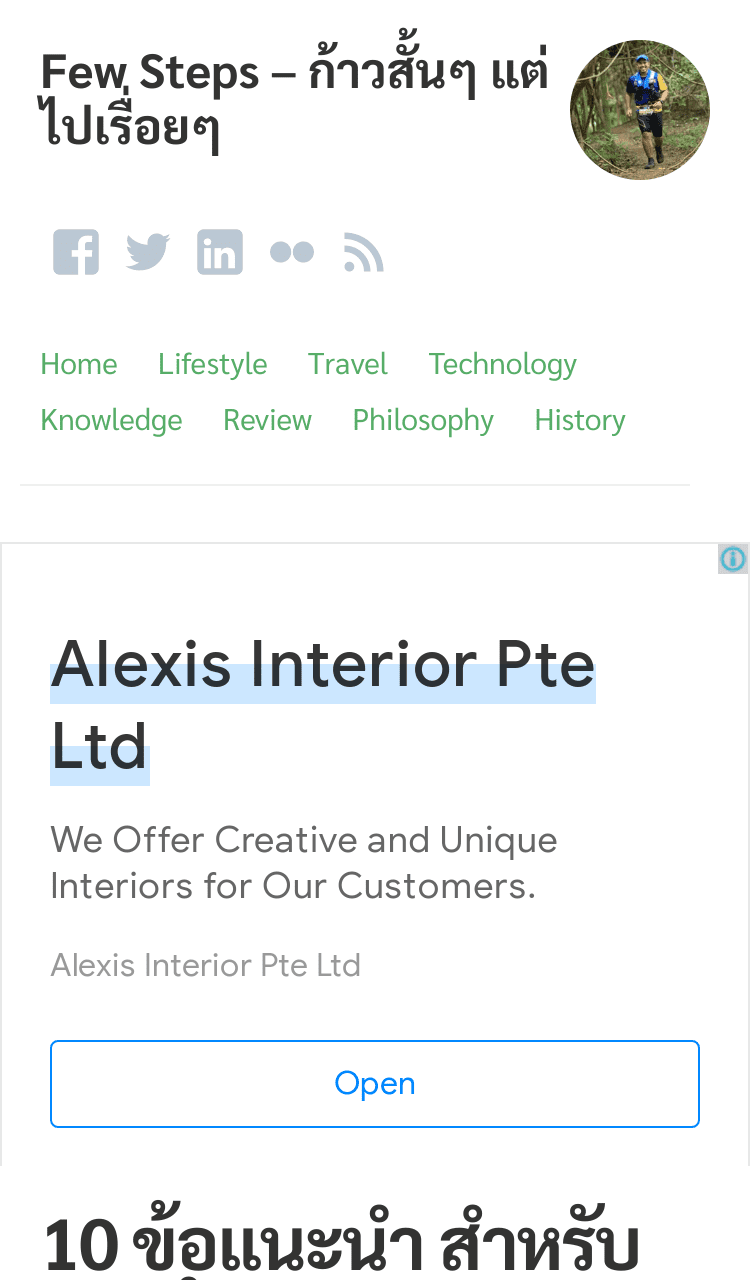 Few Steps – ก้าวสั้นๆ แต่
ไปเรื่อยๆ
Home Lifestyle Travel Technology
Knowledge Review Philosophy History
Alexis Interior Pte
Ltd
We Offer Creative and Unique
Interiors for Our Customers.
Alexis Interior Pte Ltd
Open
10 ข้อแนะนำ สำหรับ